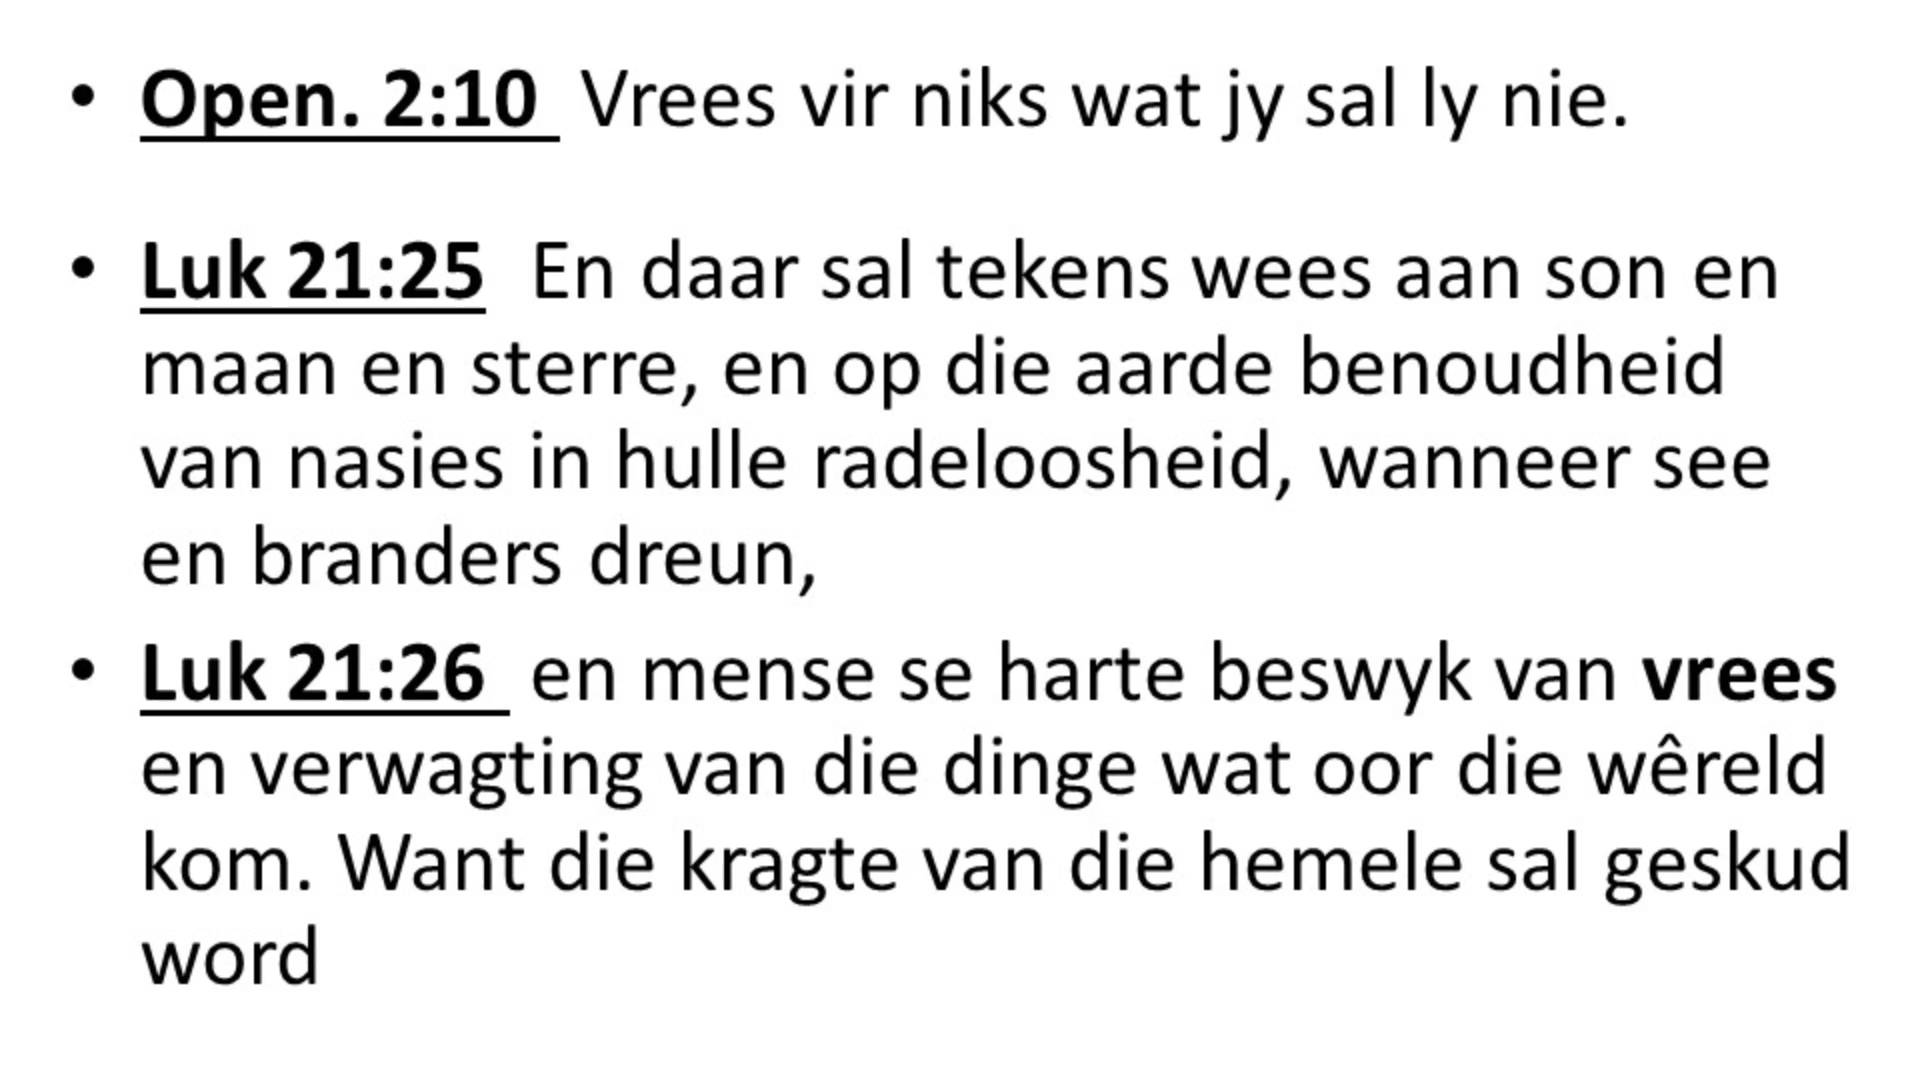 • Open. 2:10 Vrees vir niks wat jy sal ly nie.
• Luk 21:25 En daar sal tekens wees aan son en
maan en sterre, en op die aarde benoudheid
van nasies in hulle radeloosheid, wanneer see
en branders dreun,
• Luk 21:26 en mense se harte beswyk van vrees
en verwagting van die dinge wat oor die wêreld
kom. Want die kragte van die hemele sal geskud
word